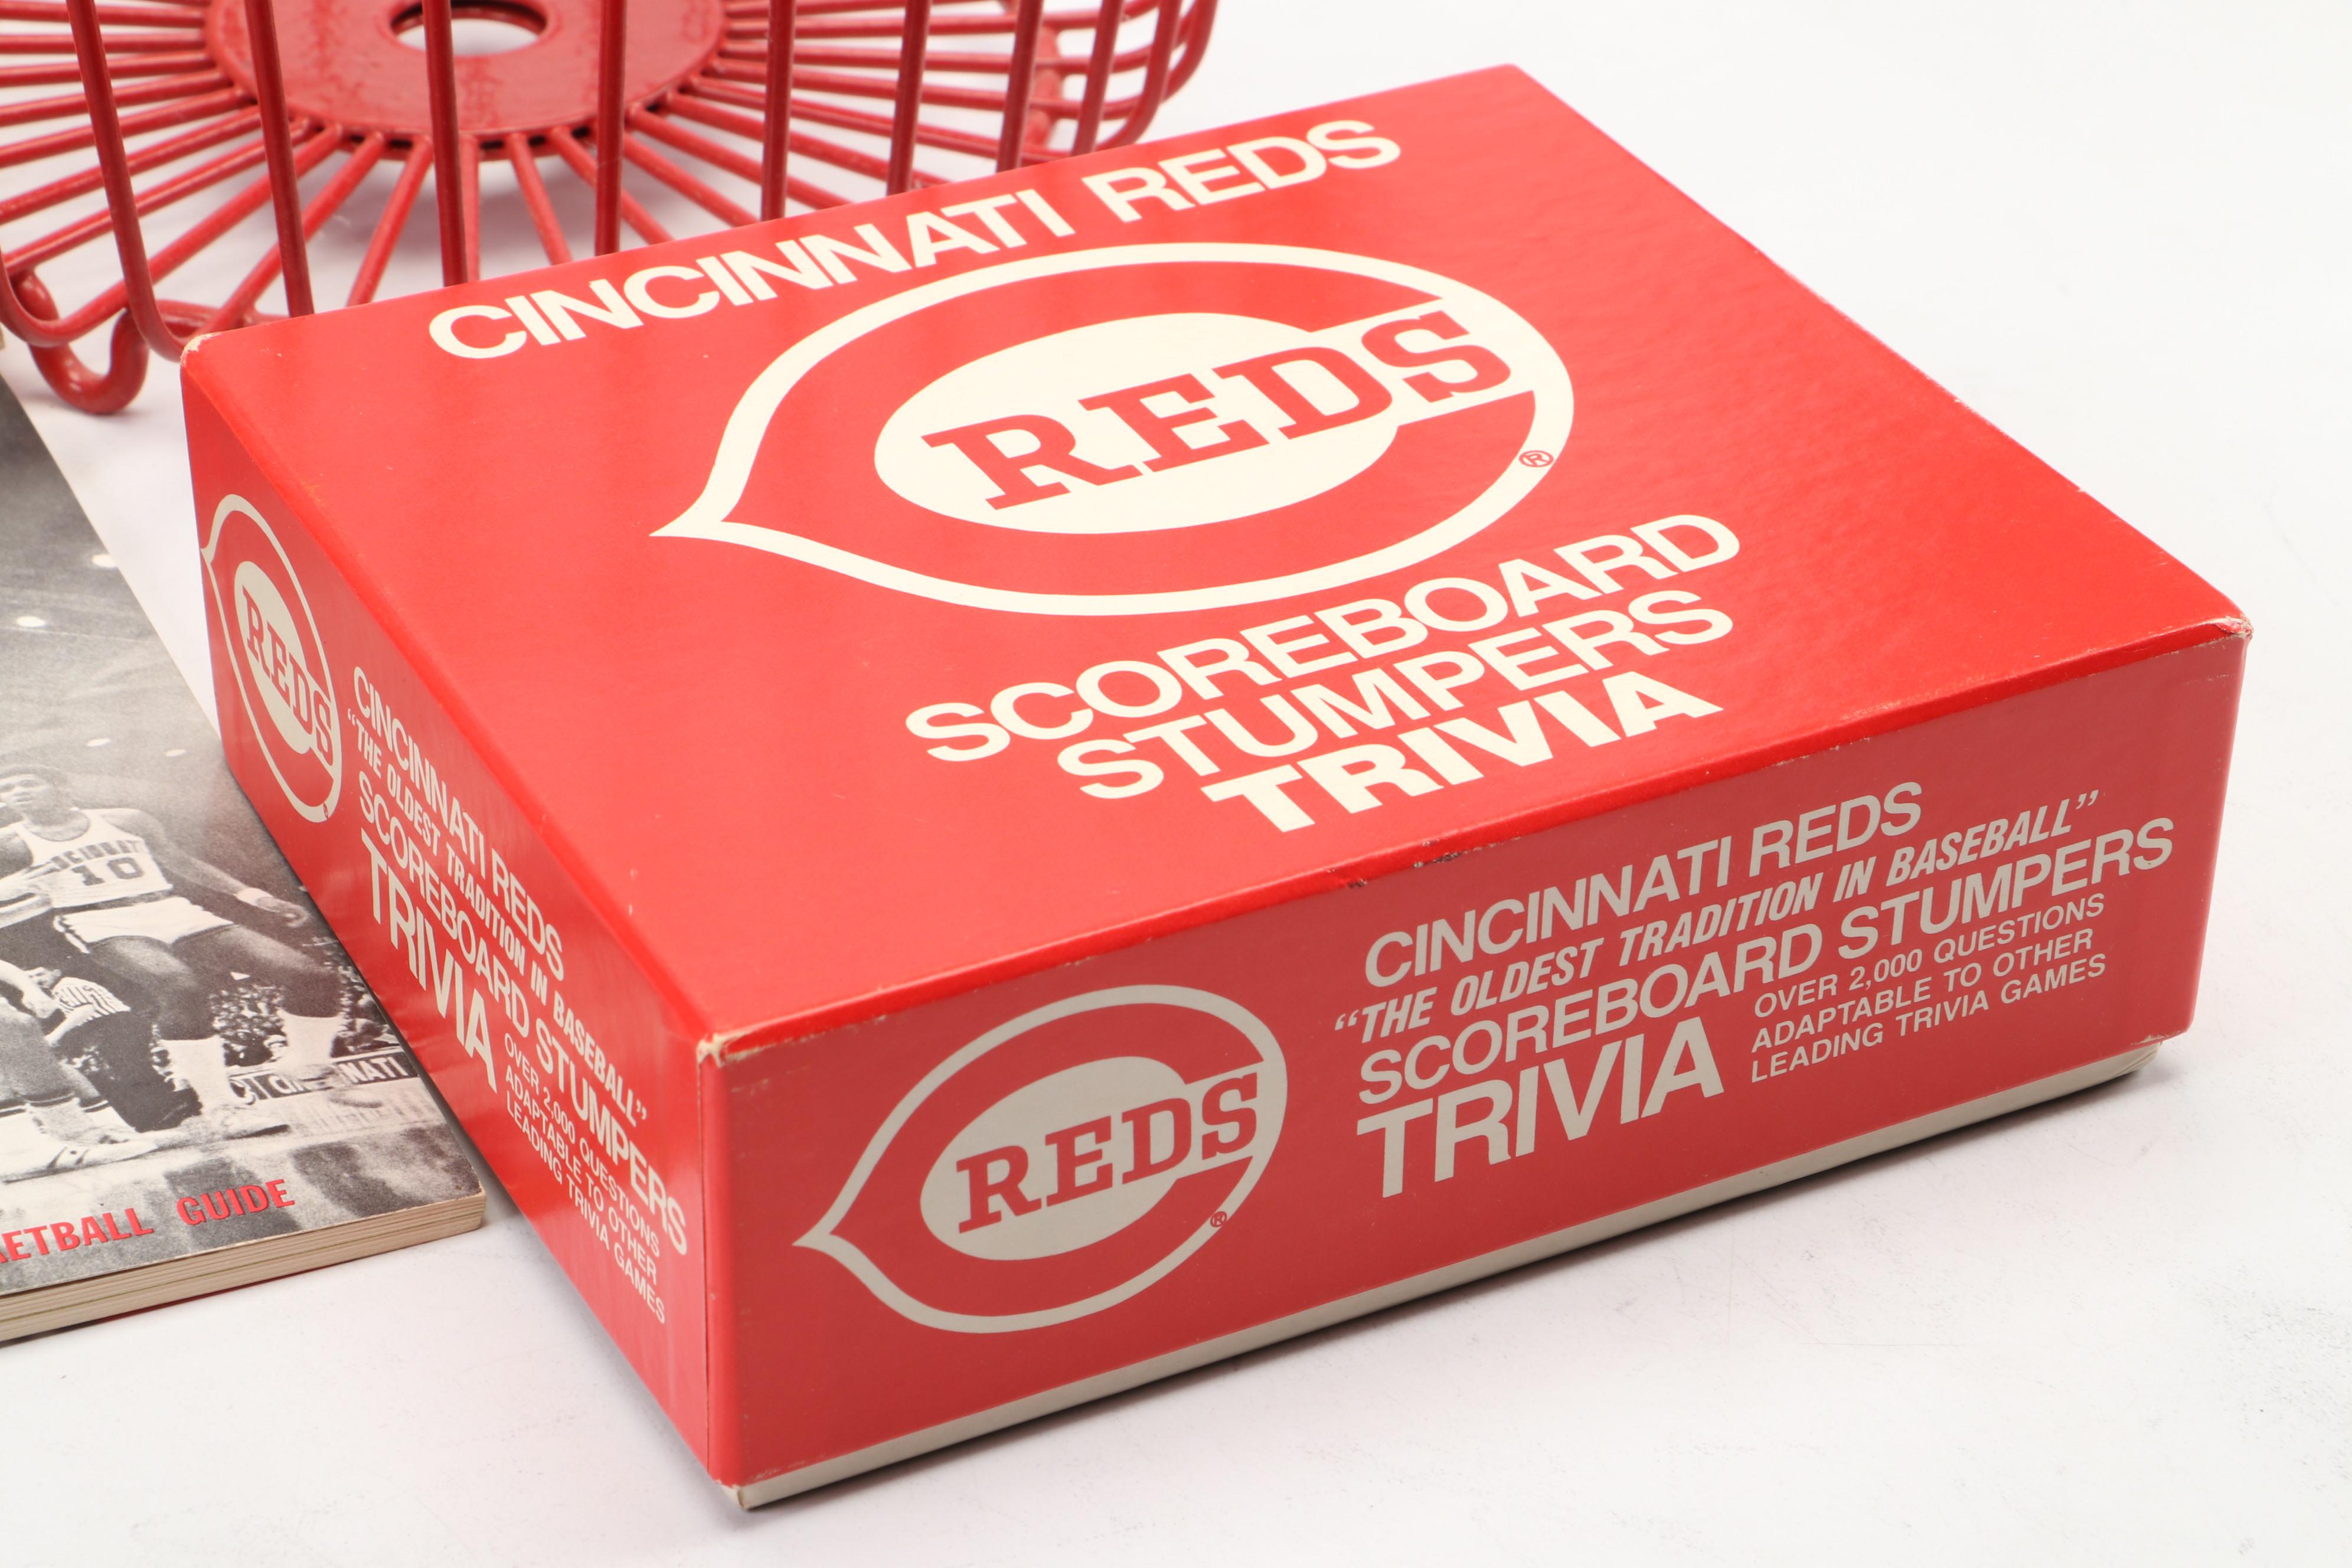 CINCINNATI REDS
REDS
®
SCOREBOARD
STUMPERS
TRIVIA
REDS
CINCINNATI REDS
“THE OLDEST TRADITION IN BASEBALL”
SCOREBOARD STUMPERS
TRIVIA
OVER 2,000 QUESTIONS
ADAPTABLE TO OTHER
LEADING TRIVIA GAMES
REDS
®
CINCINNATI REDS
“THE OLDEST TRADITION IN BASEBALL”
SCOREBOARD STUMPERS
TRIVIA
OVER 2,000 QUESTIONS
ADAPTABLE TO OTHER
LEADING TRIVIA GAMES
10
GUIDE